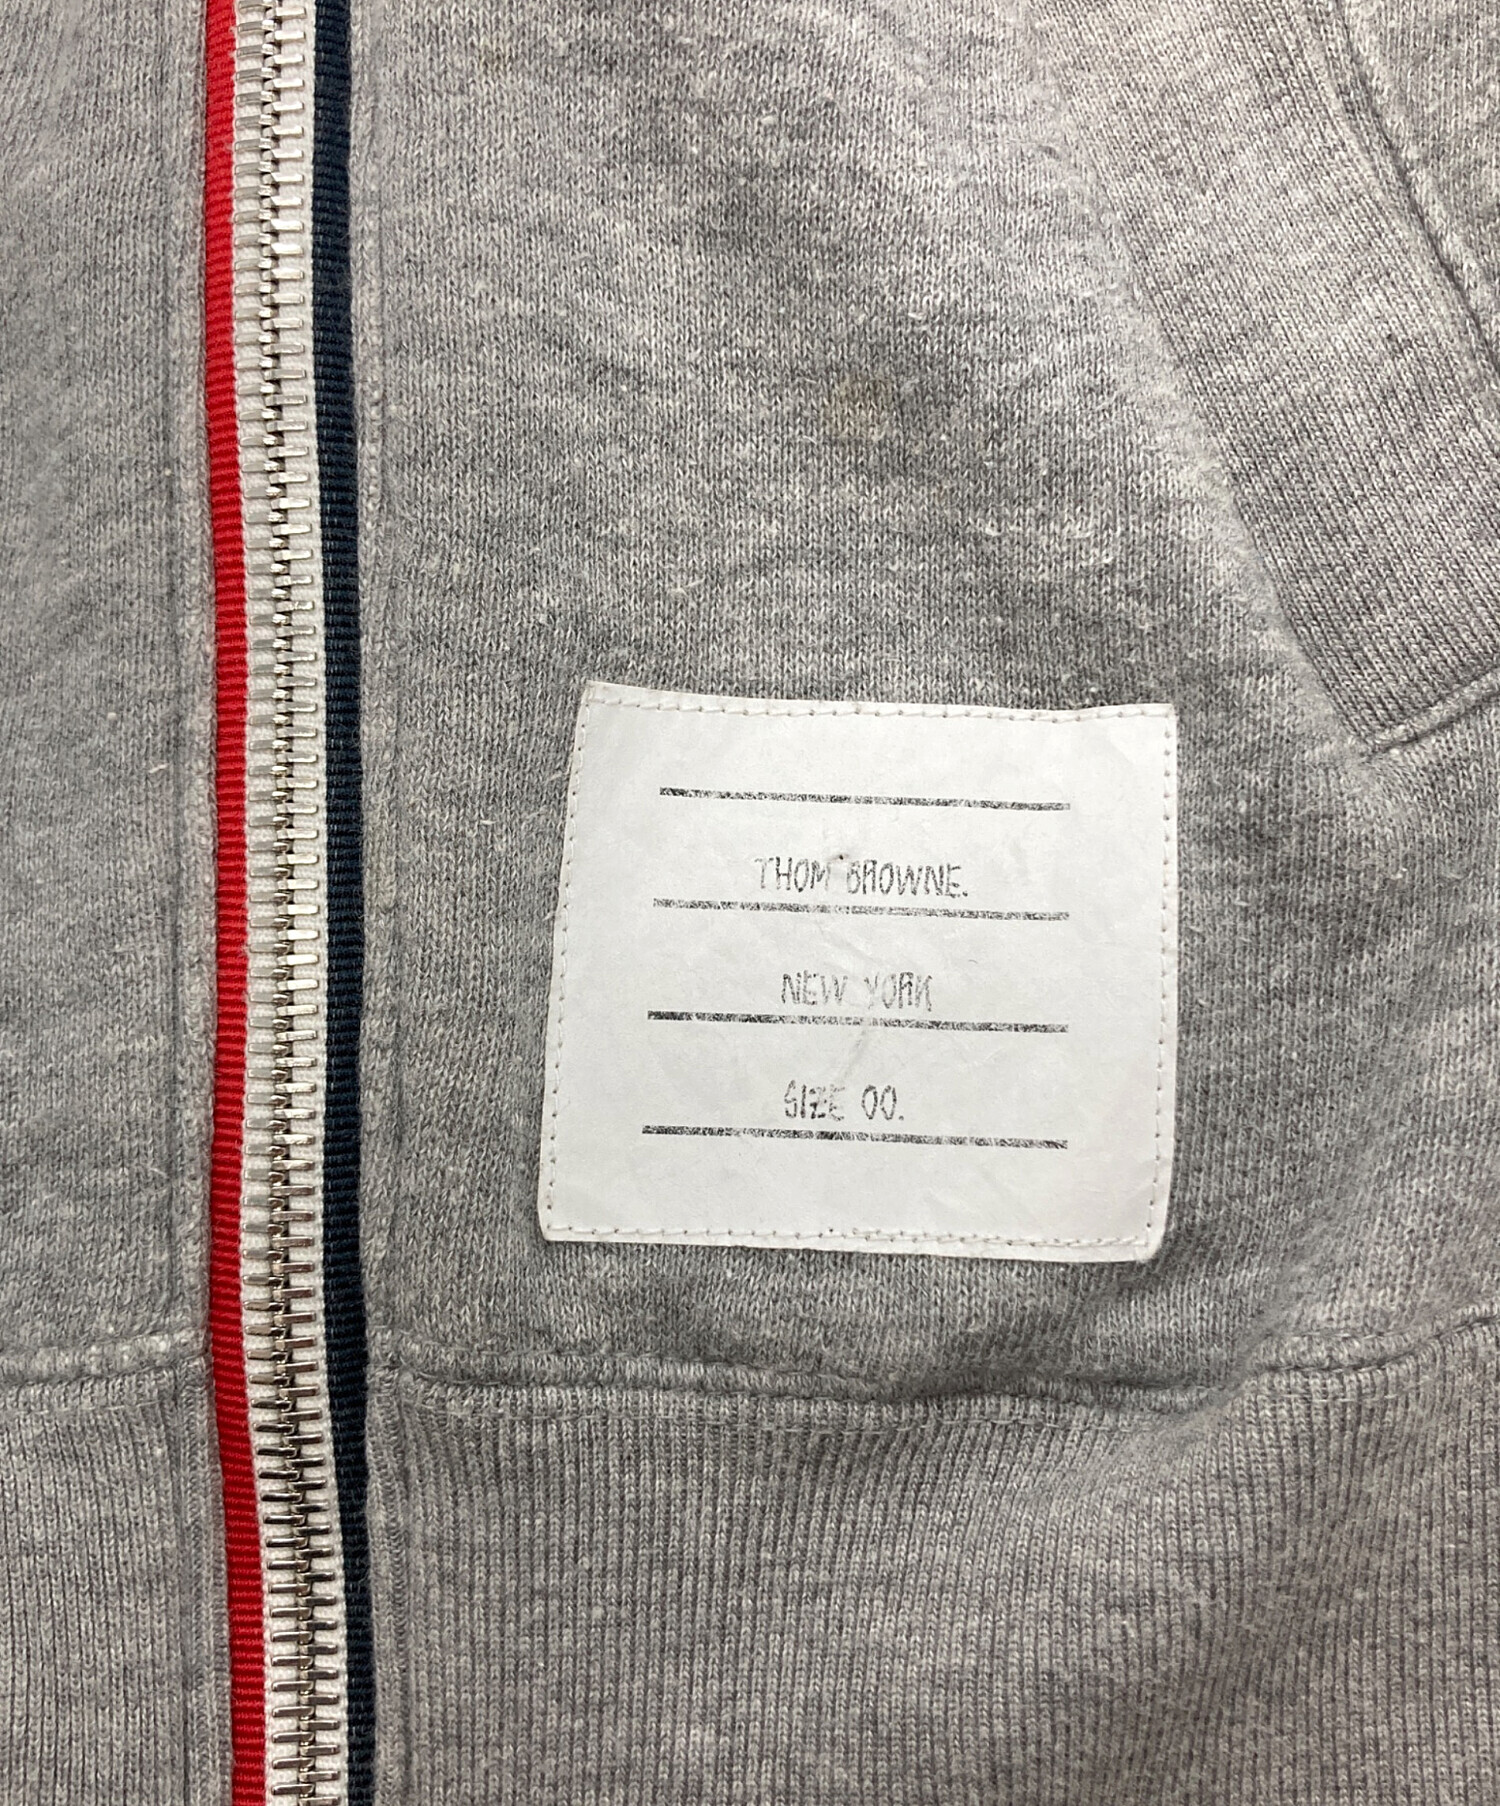 THOM BROWNE.
NEW YORK
SIZE 00.